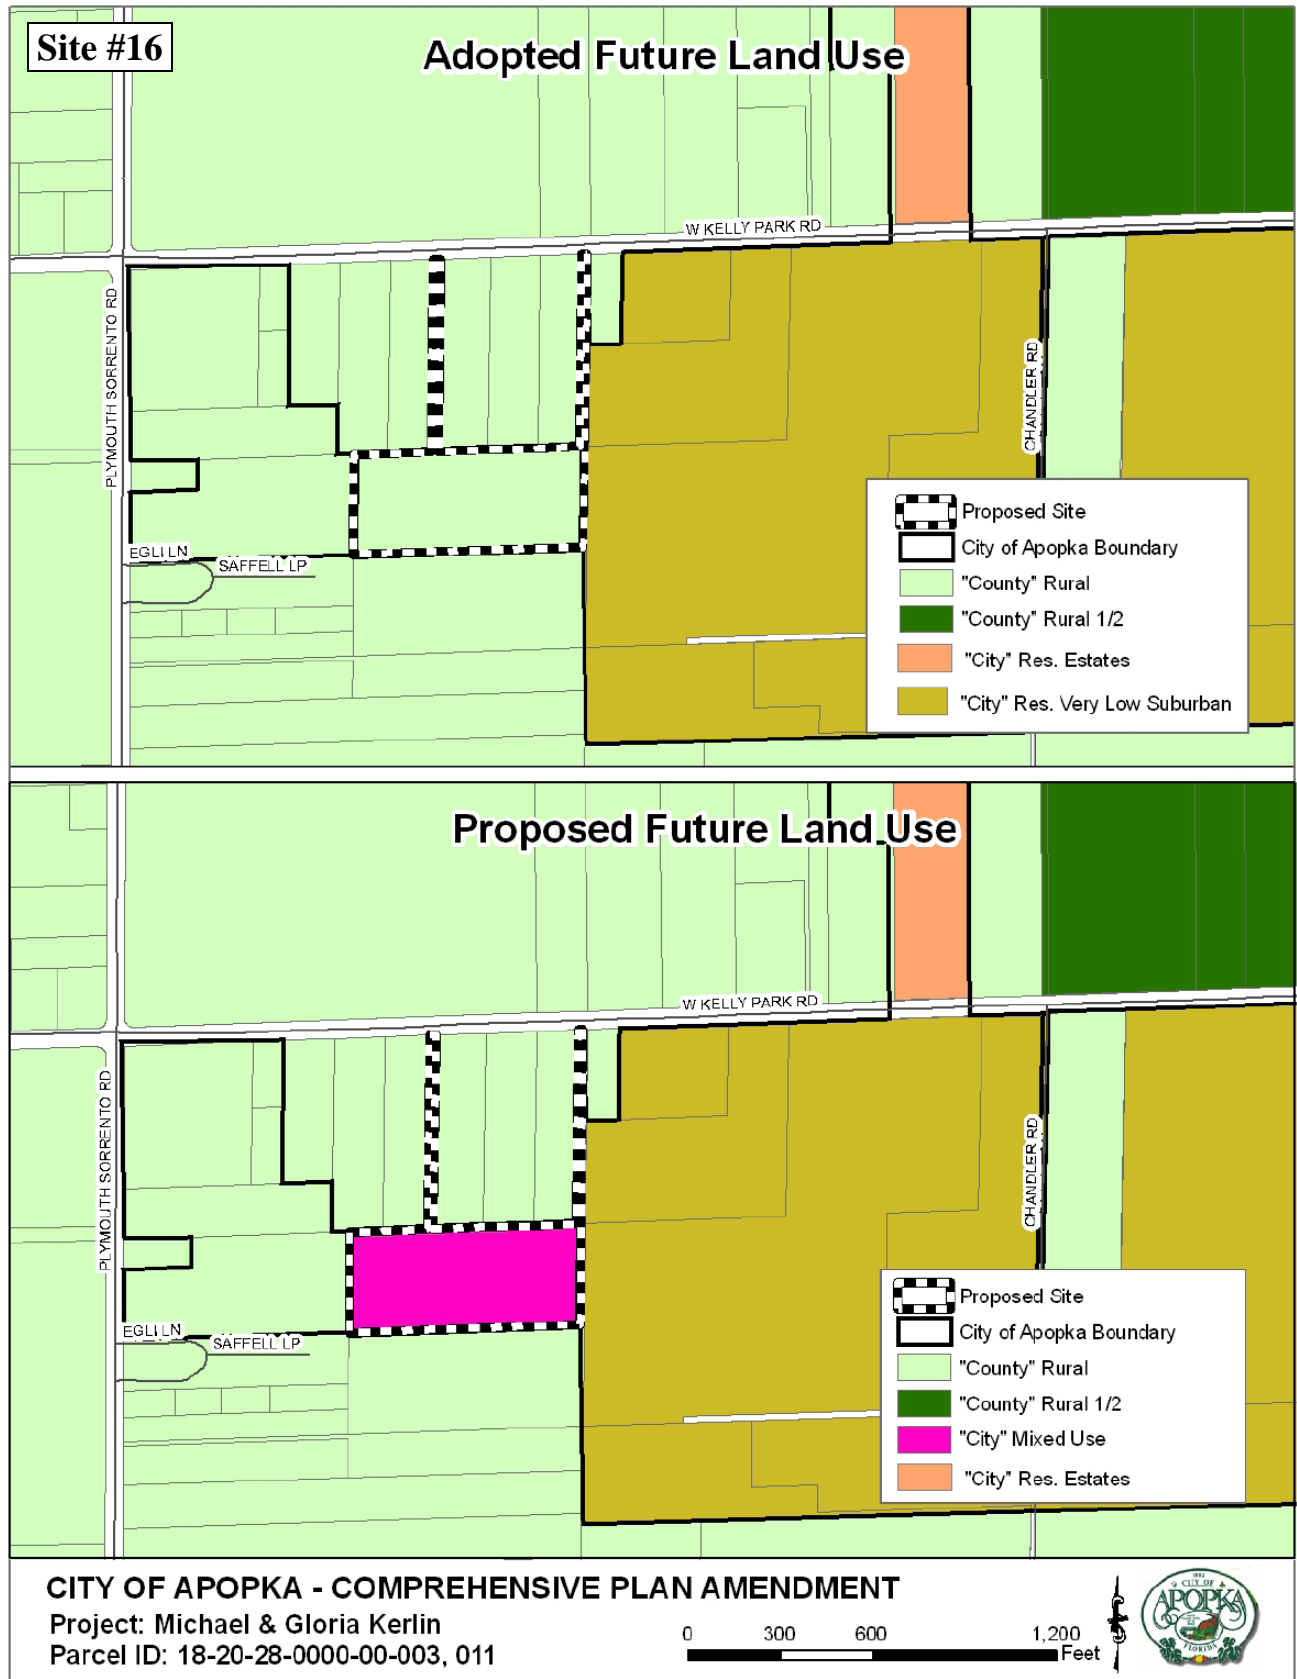 Site #16
Adopted Future Land Use
W KELLY PARK RD
PLYMOUTH SORRENTO RD
CHANDLER RD
EGLI LN
SAFFELL LP
Proposed Site
City of Apopka Boundary
"County" Rural
"County" Rural 1/2
"City" Res. Estates
"City" Res. Very Low Suburban
Proposed Future Land Use
W KELLY PARK RD
PLYMOUTH SORRENTO RD
CHANDLER RD
EGLI LN
SAFFELL LP
Proposed Site
City of Apopka Boundary
"County" Rural
"County" Rural 1/2
"City" Mixed Use
"City" Res. Estates
CITY OF APOPKA - COMPREHENSIVE PLAN AMENDMENT
Project: Michael & Gloria Kerlin
Parcel ID: 18-20-28-0000-00-003, 011
0 300 600 1,200
Feet
CITY OF
APOPKA
FLORIDA